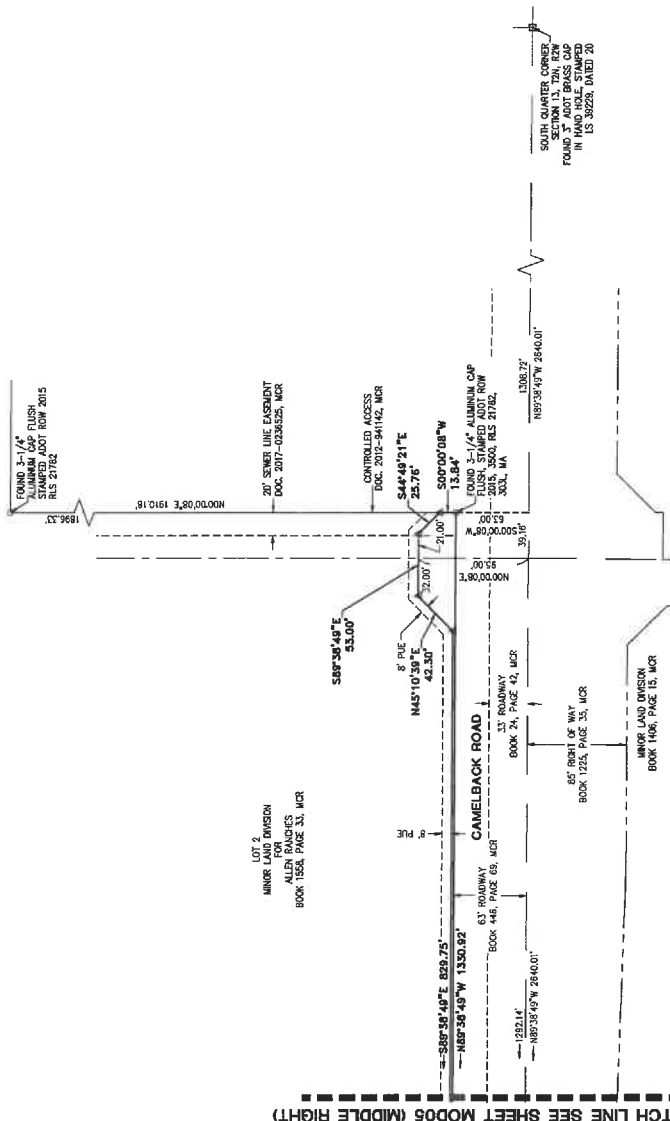 FOUND 3-1/4"
ALUMINUM CAP FLUSH
STAMPED ADOT ROW 2015
RLS 21782
1896.33'
N00°00'08"E 1910.18'
20' SEWER LINE EASEMENT
DOC. 2017-0236525, MCR
CONTROLLED ACCESS
DOC. 2012-941142, MCR
S44°49'21"E
25.76'
S00°00'08"W
13.84'
FOUND 3-1/4" ALUMINUM CAP
FLUSH, STAMPED ADOT ROW
2015, 3500, RLS 21782,
303L, MA
SOUTH QUARTER CORNER
SECTION 13, T2N, R2W
FOUND 3" ADOT BRASS CAP
IN HAND HOLE, STAMPED
LS 39229, DATED 20
1308.72'
N89°38'49"W 2640.01'
63.00'
S00°00'08"W
39.16'
21.00'
32.00'
95.00'
N00°00'08"E
S89°38'49"E
53.00'
8' PUE
N45°10'39"E
42.30'
LOT 2
MINOR LAND DIVISION
FOR
ALLEN RANCHES
BOOK 1558, PAGE 33, MCR
8' PUE
CAMELBACK ROAD
33' ROADWAY
BOOK 24, PAGE 42, MCR
85' RIGHT OF WAY
BOOK 1225, PAGE 35, MCR
MINOR LAND DIVISION
BOOK 1406, PAGE 15, MCR
63' ROADWAY
BOOK 446, PAGE 69, MCR
S89°38'49"E 829.75'
N89°38'49"W 1330.92'
1292.14'
N89°38'49"W 2640.01'
TCH LINE SEE SHEET MOD05 (MIDDLE RIGHT)